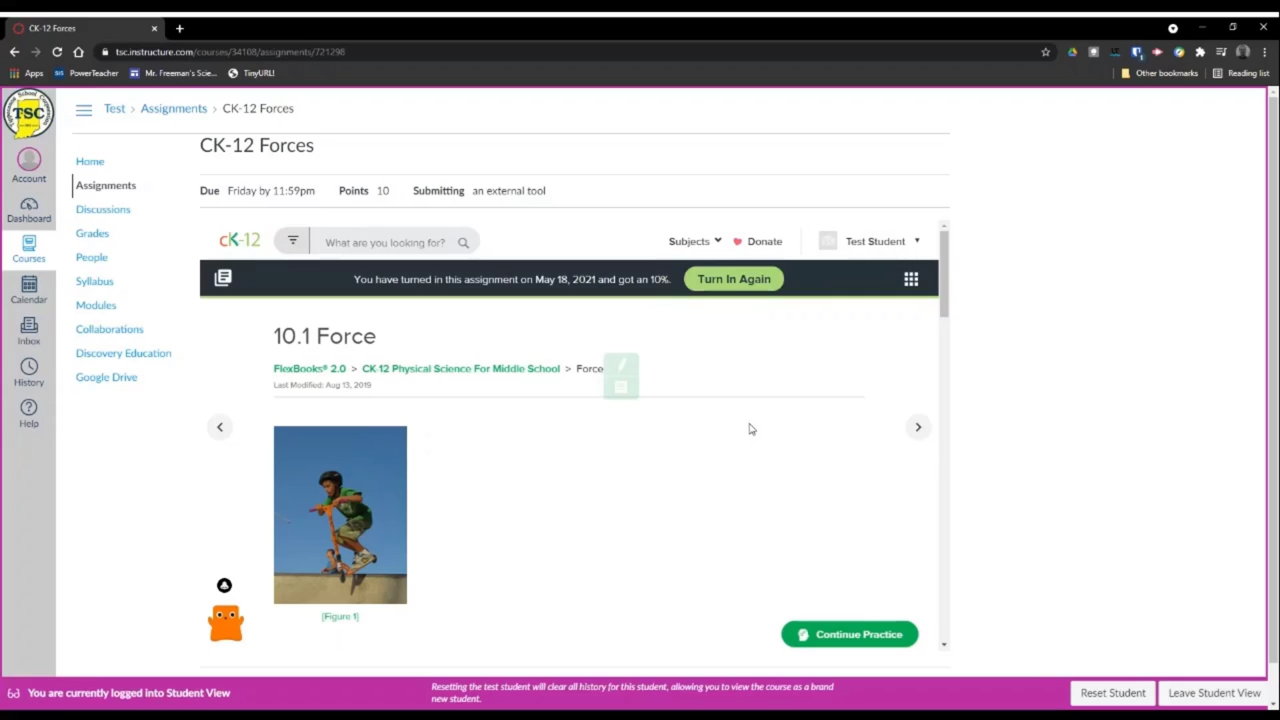 CK-12 Forces
tsc.instructure.com/courses/34108/assignments/721298
Apps
SIS PowerTeacher
Mr. Freeman's Scie...
TinyURL!
Other bookmarks
Reading list
TSC
Account
Dashboard
Courses
Calendar
Inbox
History
Help
Test > Assignments > CK-12 Forces
Home
Assignments
Discussions
Grades
People
Syllabus
Modules
Collaborations
Discovery Education
Google Drive
CK-12 Forces
Due Friday by 11:59pm Points 10 Submitting an external tool
cK-12
What are you looking for?
Subjects
Donate
Test Student
You have turned in this assignment on May 18, 2021 and got an 10%.
Turn In Again
10.1 Force
FlexBooks® 2.0 > CK-12 Physical Science For Middle School > Force
Last Modified: Aug 13, 2019
[Figure 1]
Continue Practice
You are currently logged into Student View
Resetting the test student will clear all history for this student, allowing you to view the course as a brand
new student.
Reset Student
Leave Student View